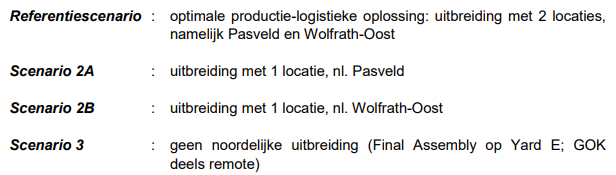 Referentiescenario : optimale productie-logistieke oplossing: uitbreiding met 2 locaties,
namelijk Pasveld en Wolfrath-Oost
Scenario 2A : uitbreiding met 1 locatie, nl. Pasveld
Scenario 2B : uitbreiding met 1 locatie, nl. Wolfrath-Oost
Scenario 3 : geen noordelijke uitbreiding (Final Assembly op Yard E; GOK
deels remote)